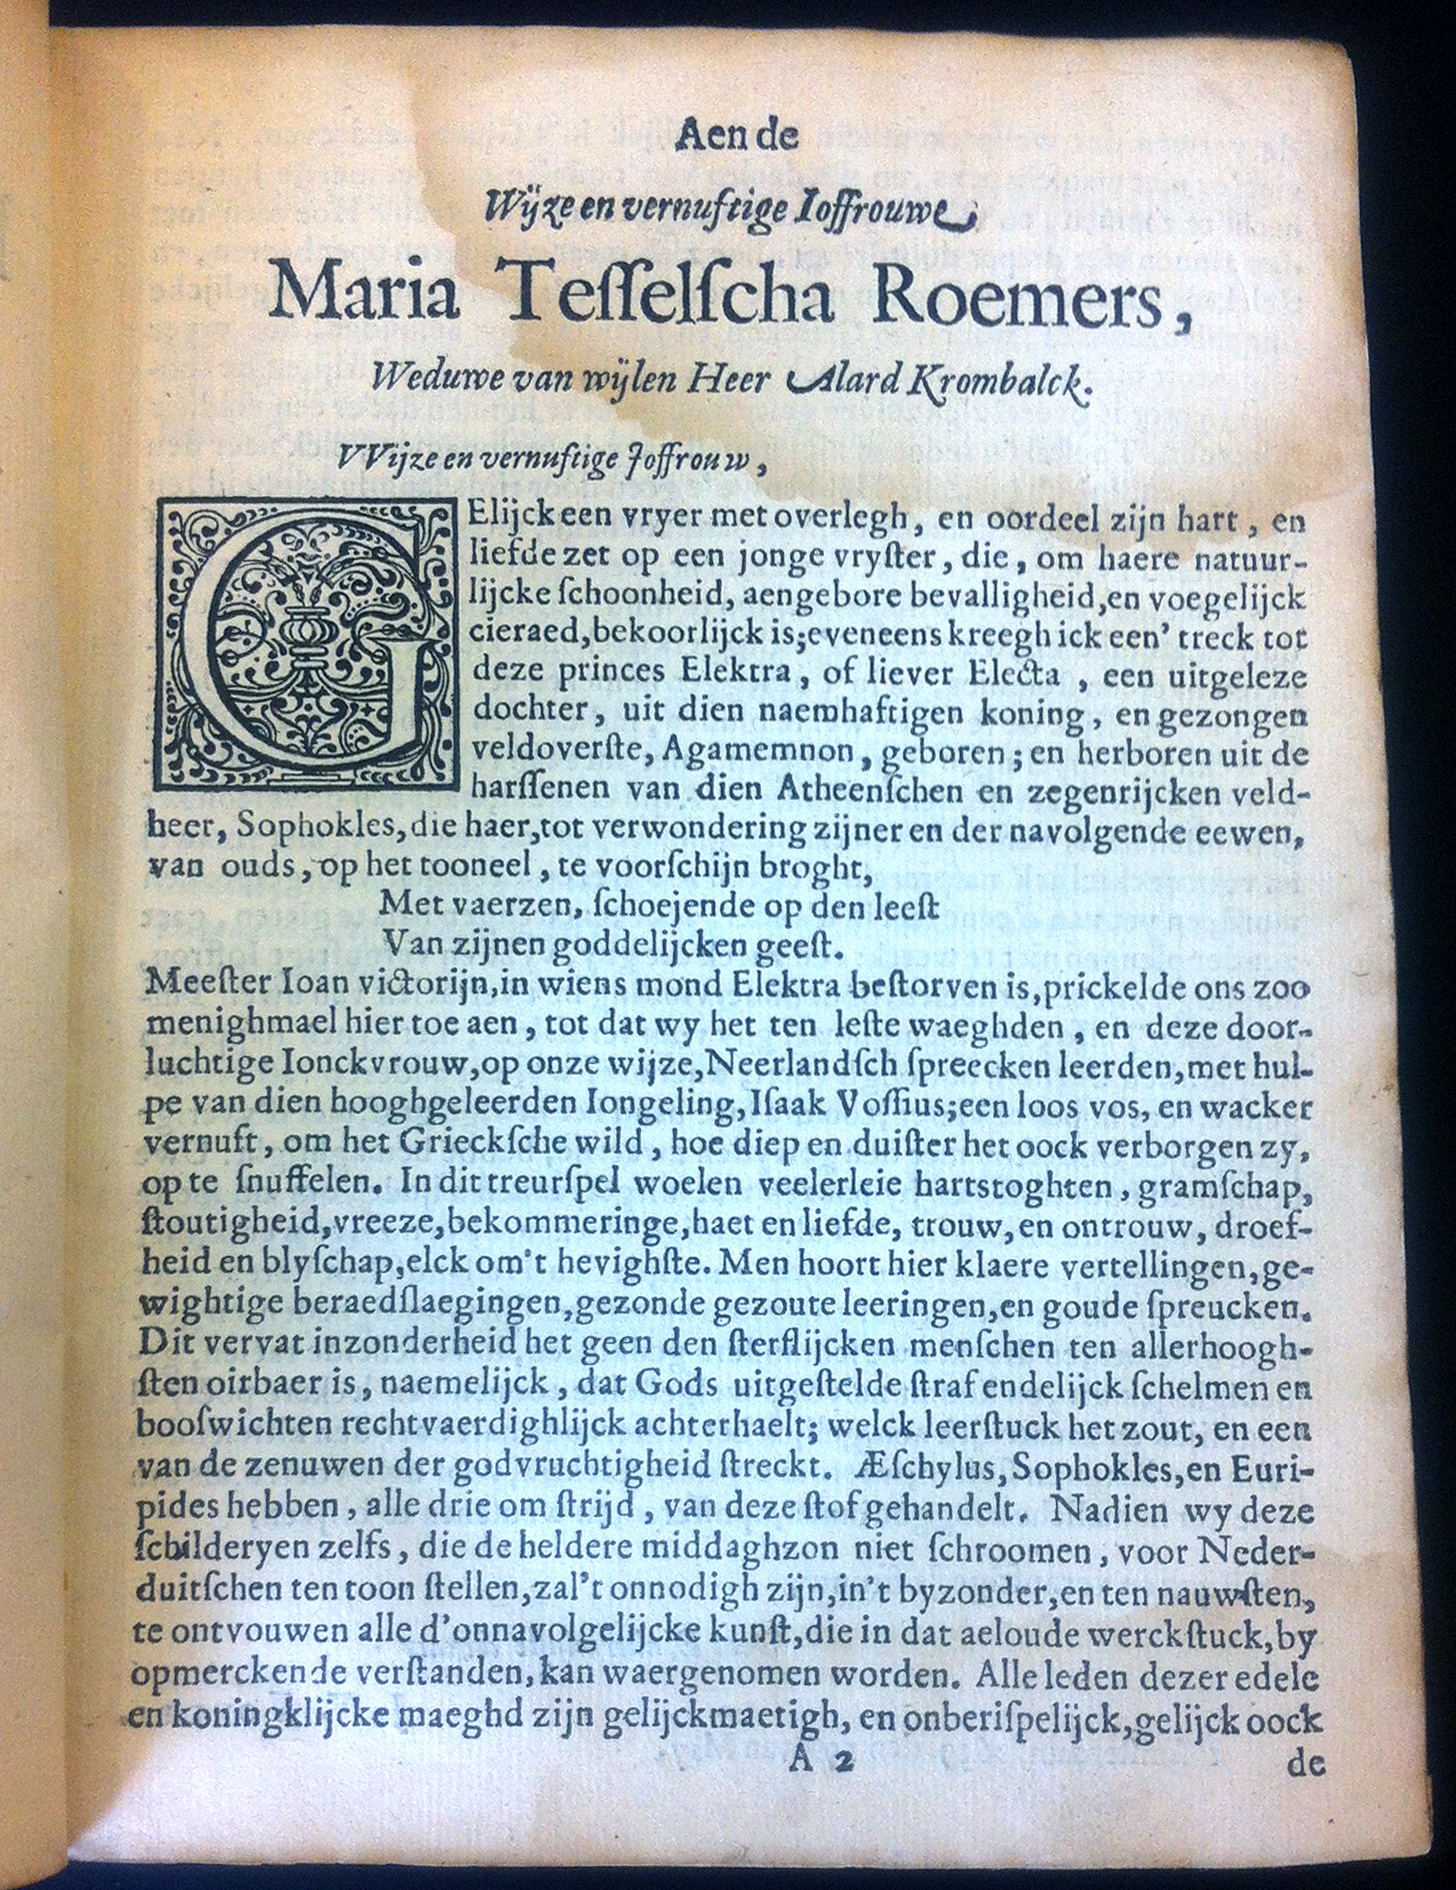 Aen de
Wijze en vernuftige Ioffrouwe
Maria Teſſelſcha Roemers,
Weduwe van wijlen Heer Alard Krombalck.
VVijze en vernuftige Joffrouw,
GElijck een vryer met overlegh, en oordeel zijn hart, en
liefde zet op een jonge vryſter, die, om haere natuur-
lijcke ſchoonheid, aengebore bevalligheid, en voegelijck
cieraed, bekoorlijck is; eveneens kreegh ick een' treck tot
deze princes Elektra, of liever Electa, een uitgeleze
dochter, uit dien naemhaftigen koning, en gezongen
veldoverſte, Agamemnon, geboren; en herboren uit de
harſſenen van dien Atheenſchen en zegenrijcken veld-
heer, Sophokles, die haer, tot verwondering zijner en der navolgende eewen,
van ouds, op het tooneel, te voorſchijn broght,
Met vaerzen, ſchoejende op den leeſt
Van zijnen goddelijcken geeſt.
Meeſter Ioan victorijn, in wiens mond Elektra beſtorven is, prickelde ons zoo
menighmael hier toe aen, tot dat wy het ten leſte waeghden, en deze door-
luchtige Ionckvrouw, op onze wijze, Neerlandſch ſpreecken leerden, met hul-
pe van dien hooghgeleerden Iongeling, Iſaak Voſſius; een loos vos, en wacker
vernuft, om het Grieckſche wild, hoe diep en duiſter het oock verborgen zy,
op te ſnuffelen. In dit treurſpel woelen veelerleie hartstoghten, gramſchap,
ſtoutigheid, vreeze, bekommeringe, haet en liefde, trouw, en ontrouw, droef-
heid en blyſchap, elck om't hevighſte. Men hoort hier klaere vertellingen, ge-
wightige beraedſlaegingen, gezonde gezoute leeringen, en goude ſpreucken.
Dit vervat inzonderheid het geen den ſterflijcken menſchen ten allerhoogh-
ſten oirbaer is, naemelijck, dat Gods uitgeſtelde ſtraf endelijck ſchelmen en
booſwichten rechtvaerdighlijck achterhaelt; welck leerſtuck het zout, en een
van de zenuwen der godvruchtigheid ſtreckt. Æſchylus, Sophokles, en Euri-
pides hebben, alle drie om ſtrijd, van deze ſtof gehandelt. Nadien wy deze
ſchilderyen zelfs, die de heldere middaghzon niet ſchroomen, voor Neder-
duitſchen ten toon ſtellen, zal't onnodigh zijn, in't byzonder, en ten nauwſten,
te ontvouwen alle d'onnavolgelijcke kunſt, die in dat aeloude werckſtuck, by
opmerckende verſtanden, kan waergenomen worden. Alle leden dezer edele
en koningklijcke maeghd zijn gelijckmaetigh, en onberiſpelijck, gelijck oock
A 2
de